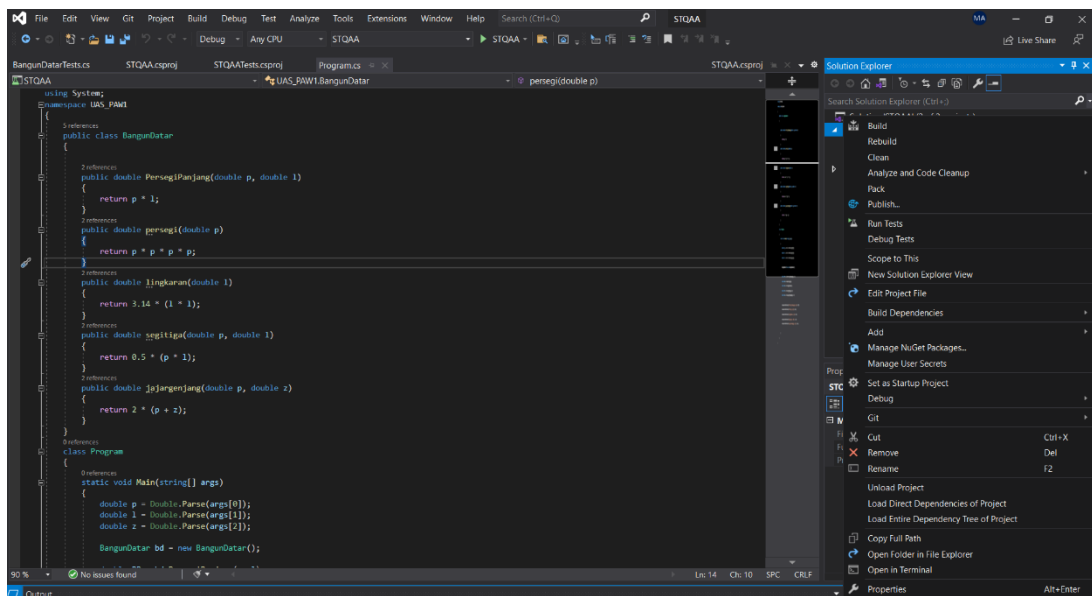 File Edit View Git Project Build Debug Test Analyze Tools Extensions Window Help Search (Ctrl+Q) STQAA MA
Debug Any CPU STQAA STQAA Live Share
BangunDatarTests.cs STQAA.csproj STQAATests.csproj Program.cs STQAA.csproj
STQAA UAS_PAW1.BangunDatar persegi(double p)
using System;
namespace UAS_PAW1
{
5 references
public class BangunDatar
{
2 references
public double PersegiPanjang(double p, double l)
{
return p * l;
}
2 references
public double persegi(double p)
{
return p * p * p * p;
}
2 references
public double lingkaran(double l)
{
return 3.14 * (l * l);
}
2 references
public double segitiga(double p, double l)
{
return 0.5 * (p * l);
}
2 references
public double jajargenjang(double p, double z)
{
return 2 * (p + z);
}
}
0 references
class Program
{
0 references
static void Main(string[] args)
{
double p = Double.Parse(args[0]);
double l = Double.Parse(args[1]);
double z = Double.Parse(args[2]);
BangunDatar bd = new BangunDatar();
90 % No issues found Ln: 14 Ch: 10 SPC CRLF
Output
Solution Explorer
Search Solution Explorer (Ctrl+;)
Build
Rebuild
Clean
Analyze and Code Cleanup
Pack
Publish...
Run Tests
Debug Tests
Scope to This
New Solution Explorer View
Edit Project File
Build Dependencies
Add
Manage NuGet Packages...
Manage User Secrets
Set as Startup Project
Debug
Git
Cut Ctrl+X
Remove Del
Rename F2
Unload Project
Load Direct Dependencies of Project
Load Entire Dependency Tree of Project
Copy Full Path
Open Folder in File Explorer
Open in Terminal
Properties Alt+Enter